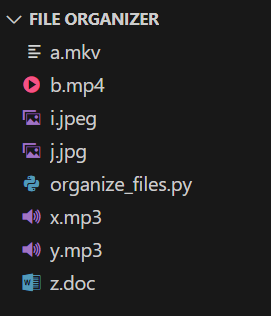 FILE ORGANIZER
a.mkv
b.mp4
i.jpeg
j.jpg
organize_files.py
x.mp3
y.mp3
z.doc